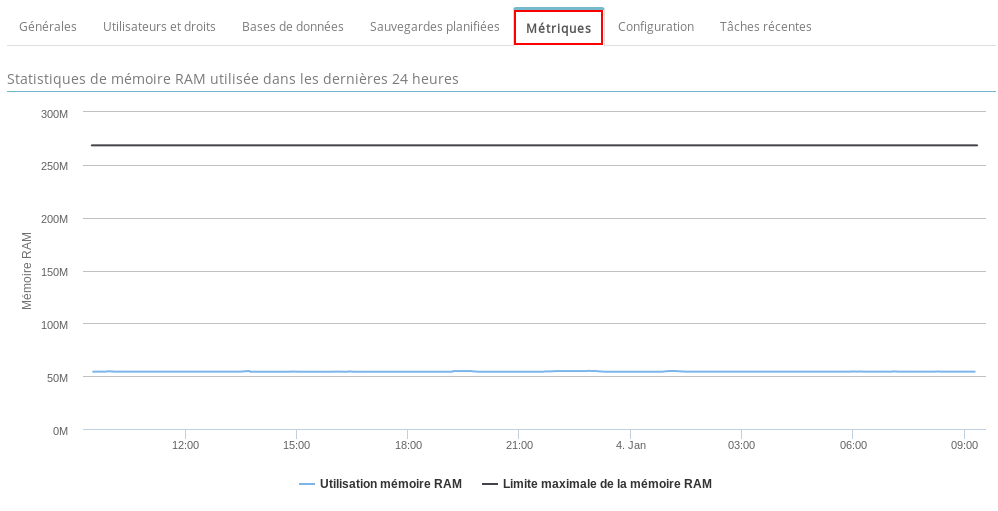 Générales Utilisateurs et droits Bases de données Sauvegardes planifiées Métriques Configuration Tâches récentes
Statistiques de mémoire RAM utilisée dans les dernières 24 heures
300M
250M
200M
150M
100M
50M
0M
Mémoire RAM
12:00 15:00 18:00 21:00 4. Jan 03:00 06:00 09:00
Utilisation mémoire RAM Limite maximale de la mémoire RAM